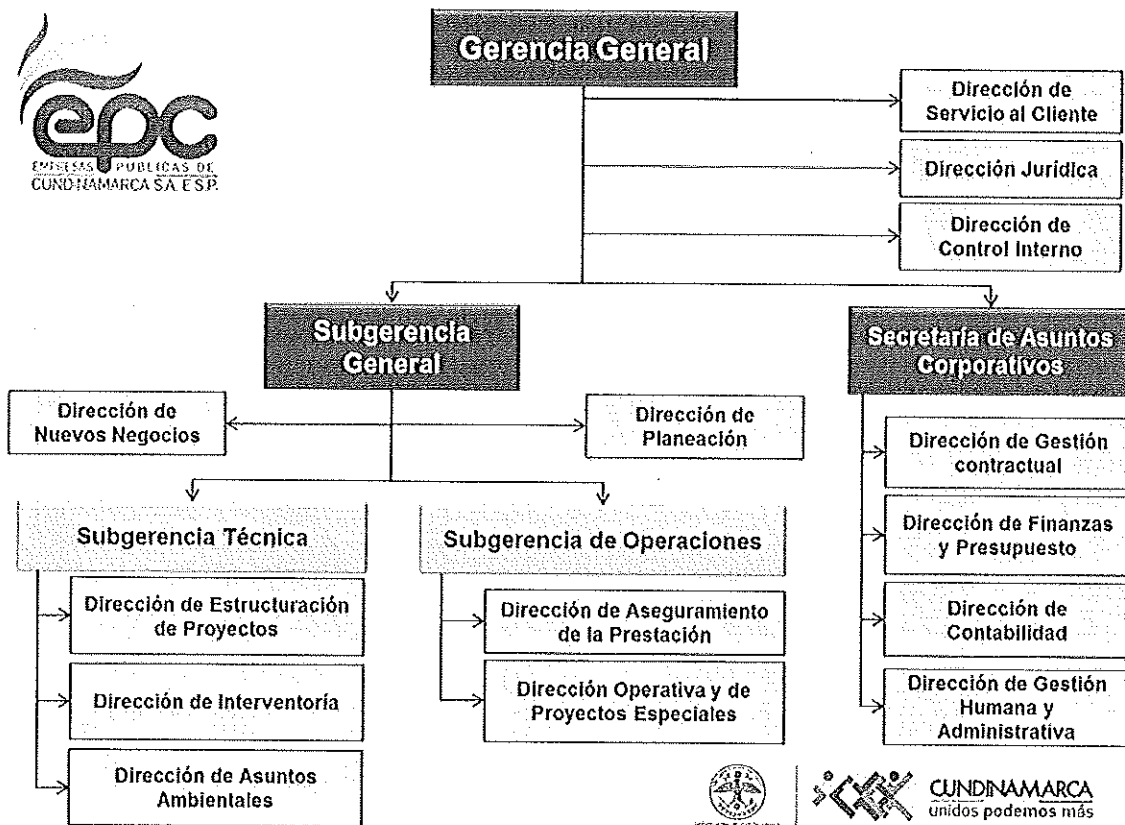 Gerencia General
epc
EMPRESAS PÚBLICAS DE
CUNDINAMARCA S.A. E.S.P.
Dirección de
Servicio al Cliente
Dirección Jurídica
Dirección de
Control Interno
Subgerencia
General
Secretaría de Asuntos
Corporativos
Dirección de
Nuevos Negocios
Dirección de
Planeación
Dirección de Gestión
contractual
Dirección de Finanzas
y Presupuesto
Dirección de
Contabilidad
Dirección de Gestión
Humana y
Administrativa
Subgerencia Técnica
Dirección de Estructuración
de Proyectos
Dirección de Interventoría
Dirección de Asuntos
Ambientales
Subgerencia de Operaciones
Dirección de Aseguramiento
de la Prestación
Dirección Operativa y de
Proyectos Especiales
CUNDINAMARCA
unidos podemos más